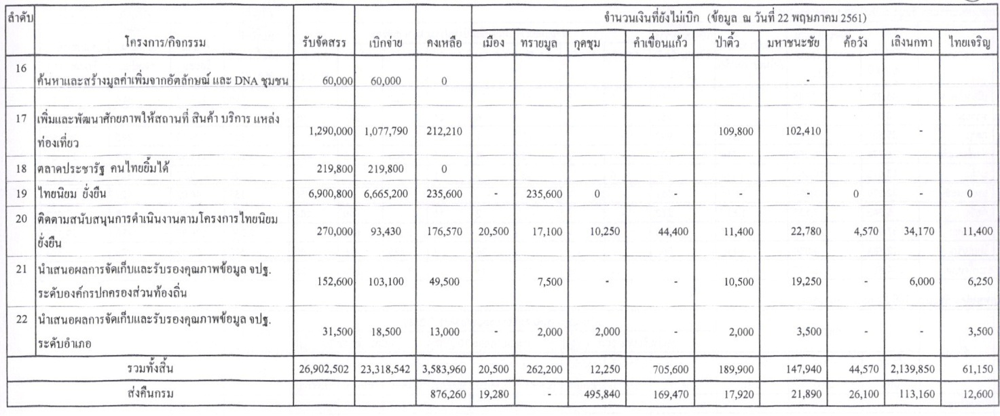 ลำดับ โครงการ/กิจกรรม รับจัดสรร เบิกจ่าย คงเหลือ จำนวนเงินที่ยังไม่เบิก (ข้อมูล ณ วันที่ 22 พฤษภาคม 2561)
เมือง ทรายมูล กุดชุม คำเขื่อนแก้ว ป่าติ้ว มหาชนะชัย ค้อวัง เลิงนกทา ไทยเจริญ
16 ค้นหาและสร้างมูลค่าเพิ่มจากอัตลักษณ์ และ DNA ชุมชน 60,000 60,000 0 -
17 เพิ่มและพัฒนาศักยภาพให้สถานที่ สินค้า บริการ แหล่ง
ท่องเที่ยว 1,290,000 1,077,790 212,210 109,800 102,410 -
18 ตลาดประชารัฐ คนไทยยิ้มได้ 219,800 219,800 0
19 ไทยนิยม ยั่งยืน 6,900,800 6,665,200 235,600 - 235,600 0 - - - 0 - 0
20 ติดตามสนับสนุนการดำเนินงานตามโครงการไทยนิยม
ยั่งยืน 270,000 93,430 176,570 20,500 17,100 10,250 44,400 11,400 22,780 4,570 34,170 11,400
21 นำเสนอผลการจัดเก็บและรับรองคุณภาพข้อมูล จปฐ.
ระดับองค์กรปกครองส่วนท้องถิ่น 152,600 103,100 49,500 7,500 - - 10,500 19,250 - 6,000 6,250
22 นำเสนอผลการจัดเก็บและรับรองคุณภาพข้อมูล จปฐ.
ระดับอำเภอ 31,500 18,500 13,000 - 2,000 2,000 - 2,000 3,500 - - 3,500
รวมทั้งสิ้น 26,902,502 23,318,542 3,583,960 20,500 262,200 12,250 705,600 189,900 147,940 44,570 2,139,850 61,150
ส่งคืนกรม 876,260 19,280 - 495,840 169,470 17,920 21,890 26,100 113,160 12,600